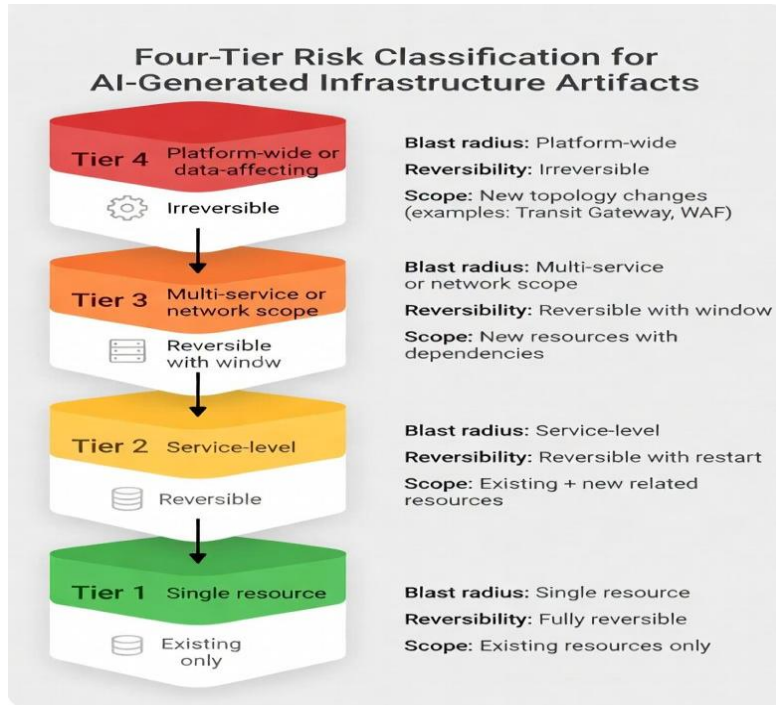 Four-Tier Risk Classification for
AI-Generated Infrastructure Artifacts
Tier 4 Platform-wide or
data-affecting
Irreversible
Blast radius: Platform-wide
Reversibility: Irreversible
Scope: New topology changes
(examples: Transit Gateway, WAF)
Tier 3 Multi-service or
network scope
Reversible
with windw
Blast radius: Multi-service
or network scope
Reversibility: Reversible with window
Scope: New resources with
dependencies
Tier 2 Service-level
Reversible
Blast radius: Service-level
Reversibility: Reversible with restart
Scope: Existing + new related
resources
Tier 1 Single resource
Existing
only
Blast radius: Single resource
Reversibility: Fully reversible
Scope: Existing resources only